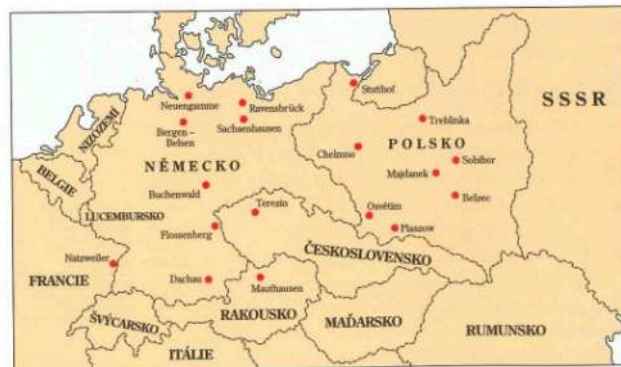 Stutthof
Neuengamme
Ravensbrück
SSSR
Treblinka
Sachsenhausen
Bergen –
Belsen
NIZOZEMÍ
Chelmno
POLSKO
Sobibor
NĚMECKO
Majdanek
BELGIE
Buchenwald
Belzec
Terezín
Osvětim
LUCEMBURSKO
Flossenberg
Plaszow
ČESKOSLOVENSKO
Natzweiler
FRANCIE
Dachau
Mauthausen
ŠVÝCARSKO
RAKOUSKO
MAĎARSKO
RUMUNSKO
ITÁLIE